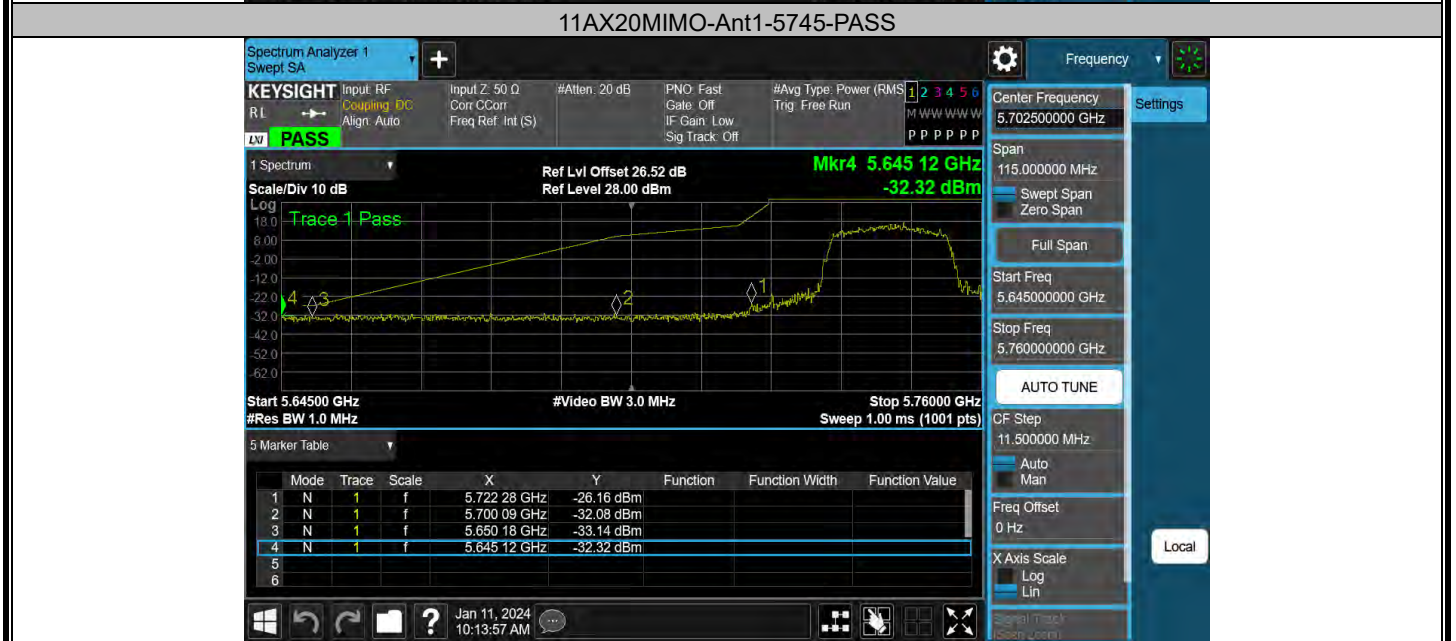 11AX20MIMO-Ant1-5745-PASS
Spectrum Analyzer 1
Swept SA
Frequency
KEYSIGHT
RL
LXI PASS
Input: RF
Coupling: DC
Align: Auto
Input Z: 50 Ω
Corr CCorr
Freq Ref: Int (S)
#Atten: 20 dB
PNO: Fast
Gate: Off
IF Gain: Low
Sig Track: Off
#Avg Type: Power (RMS
Trig: Free Run
1 2 3 4 5 6
M W W W W W
P P P P P P
1 Spectrum
Scale/Div 10 dB
Ref Lvl Offset 26.52 dB
Ref Level 28.00 dBm
Mkr4 5.645 12 GHz
-32.32 dBm
Log
Trace 1 Pass
18.0
8.00
-2.00
-12.0
-22.0
-32.0
-42.0
-52.0
-62.0
4
3
2
1
Start 5.64500 GHz
#Res BW 1.0 MHz
#Video BW 3.0 MHz
Stop 5.76000 GHz
Sweep 1.00 ms (1001 pts)
5 Marker Table
Mode Trace Scale X Y Function Function Width Function Value
1 N 1 f 5.722 28 GHz -26.16 dBm
2 N 1 f 5.700 09 GHz -32.08 dBm
3 N 1 f 5.650 18 GHz -33.14 dBm
4 N 1 f 5.645 12 GHz -32.32 dBm
5
6
?
Jan 11, 2024
10:13:57 AM
Center Frequency
5.702500000 GHz
Settings
Span
115.000000 MHz
Swept Span
Zero Span
Full Span
Start Freq
5.645000000 GHz
Stop Freq
5.760000000 GHz
AUTO TUNE
CF Step
11.500000 MHz
Auto
Man
Freq Offset
0 Hz
X Axis Scale
Log
Lin
Local
Signal Track
(Span Zoom)